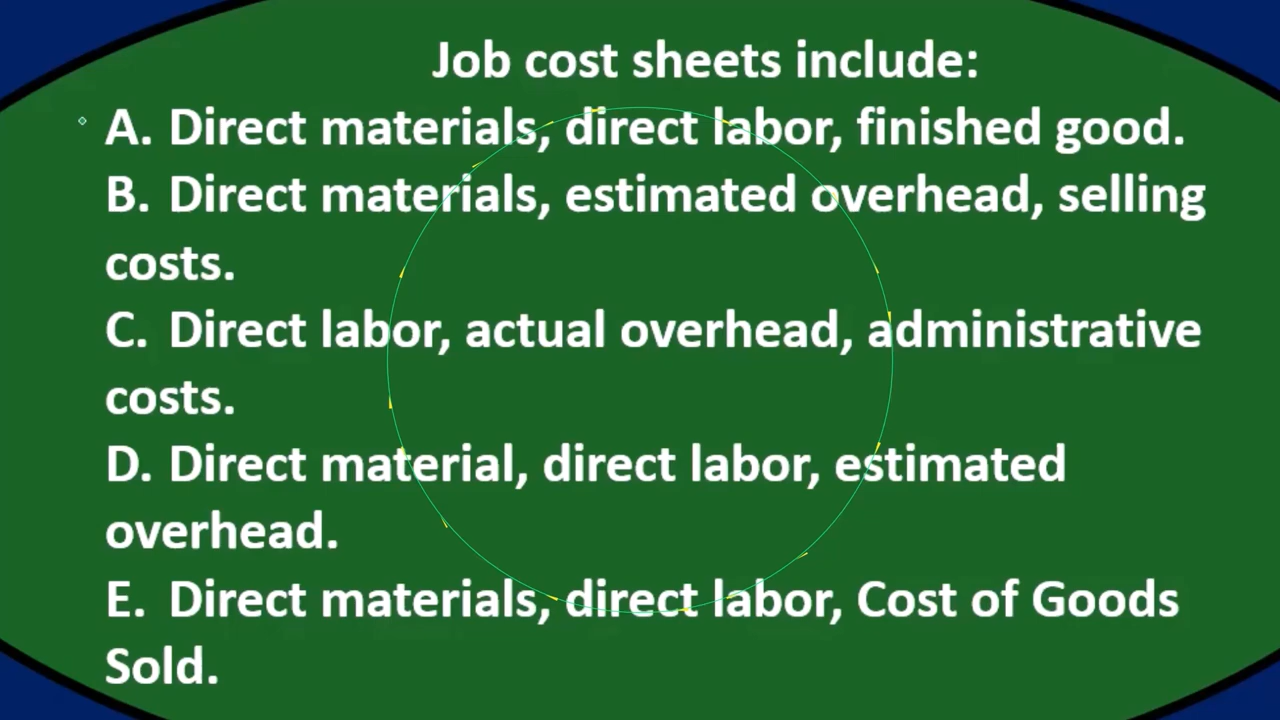 Job cost sheets include:
A. Direct materials, direct labor, finished good.
B. Direct materials, estimated overhead, selling
costs.
C. Direct labor, actual overhead, administrative
costs.
D. Direct material, direct labor, estimated
overhead.
E. Direct materials, direct labor, Cost of Goods
Sold.